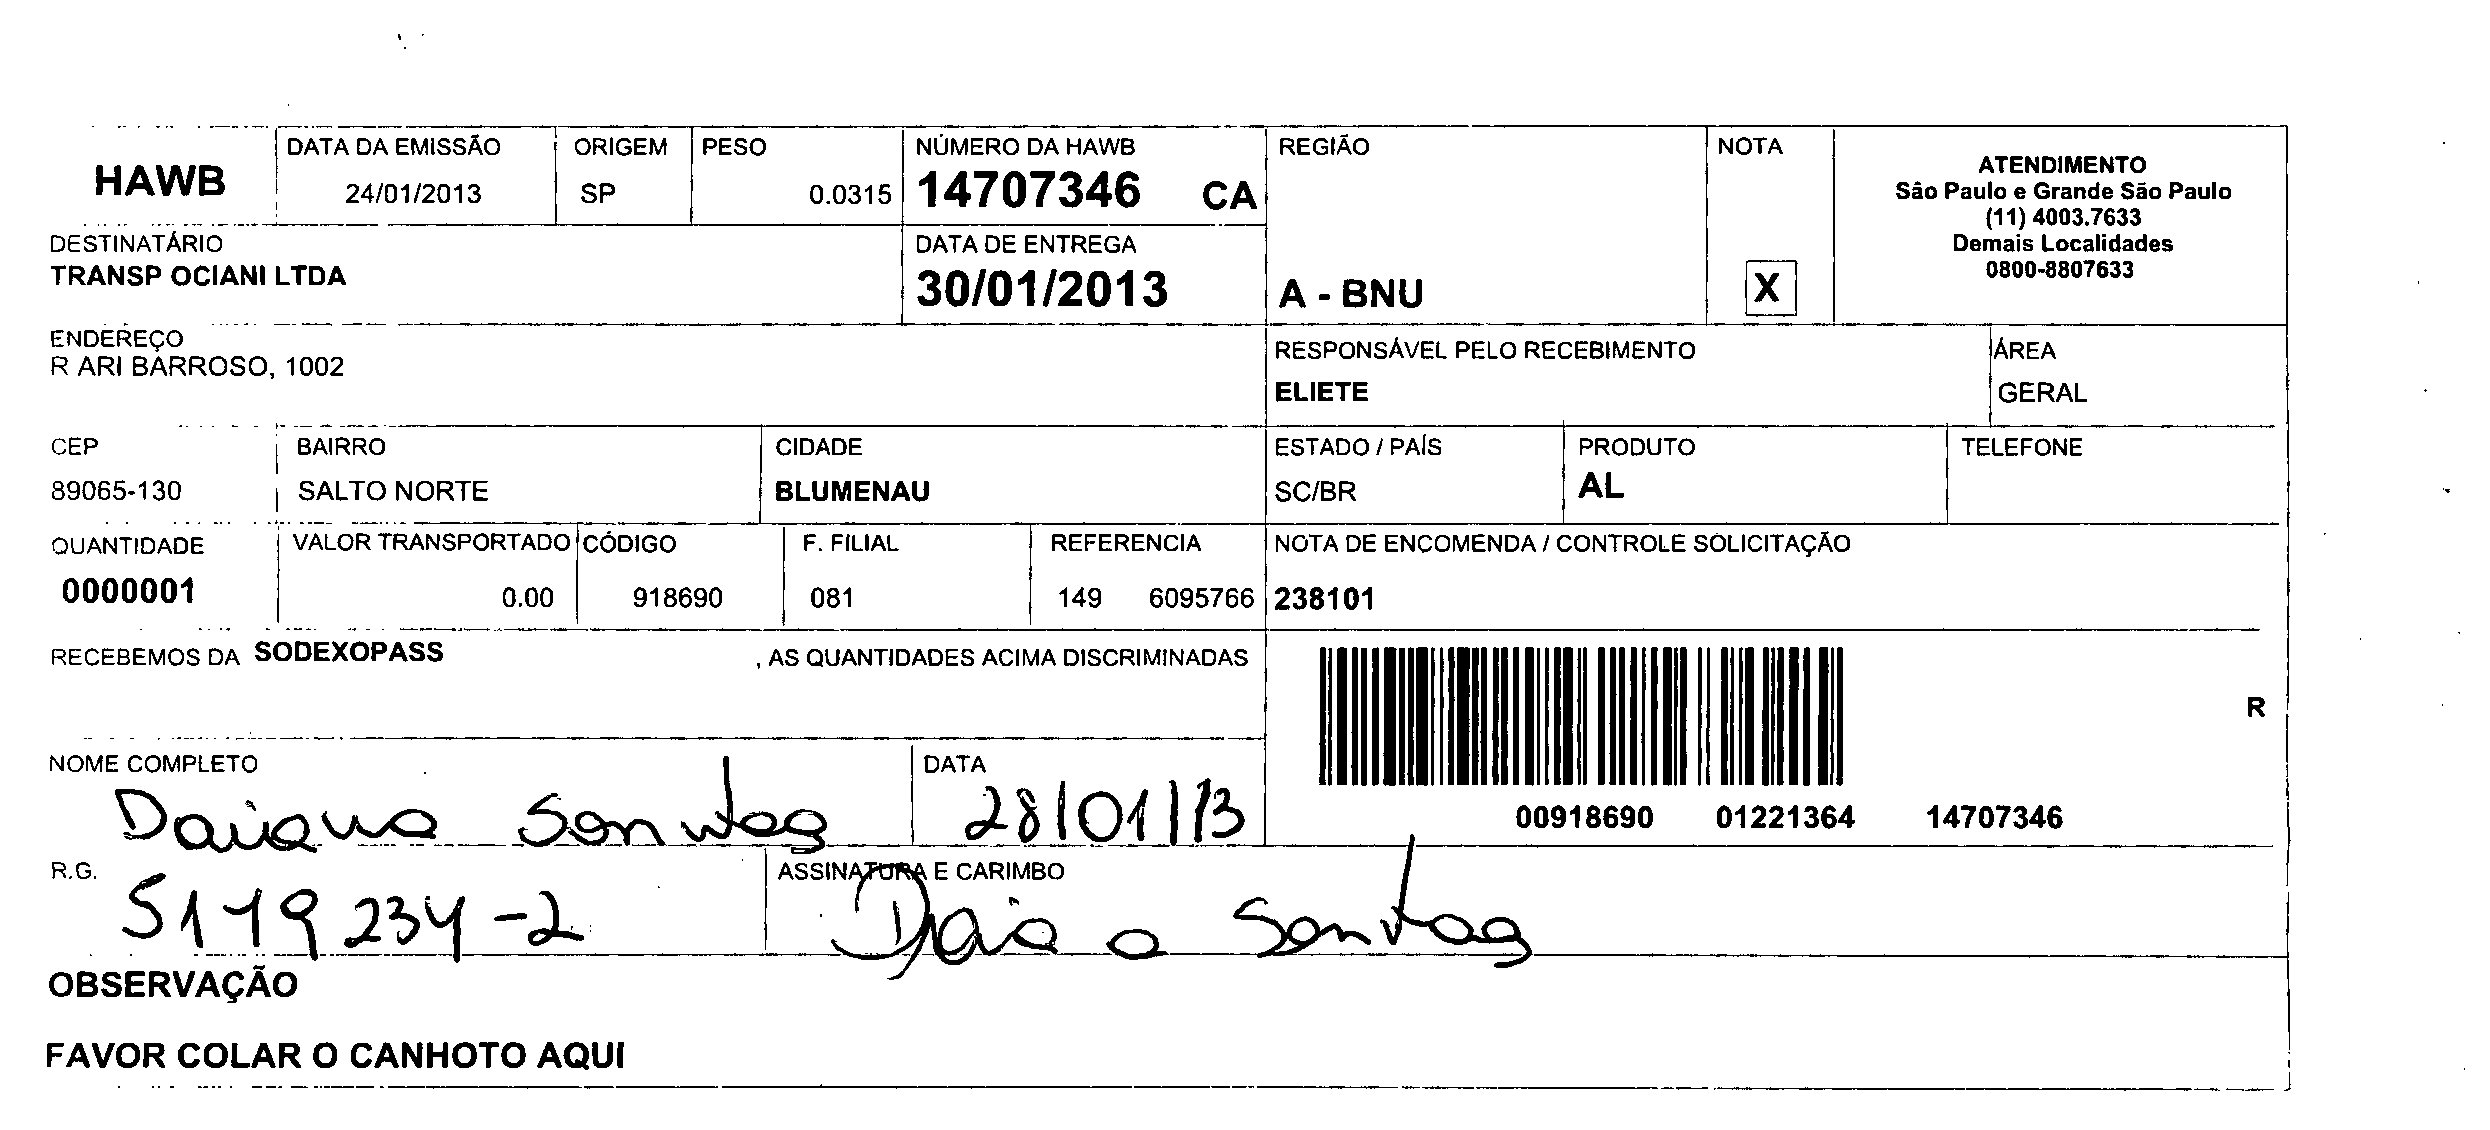 HAWB
DATA DA EMISSÃO
24/01/2013
ORIGEM
SP
PESO
0.0315
NÚMERO DA HAWB
14707346 CA
REGIÃO
A - BNU
NOTA
X
ATENDIMENTO
São Paulo e Grande São Paulo
(11) 4003.7633
Demais Localidades
0800-8807633
DESTINATÁRIO
TRANSP OCIANI LTDA
DATA DE ENTREGA
30/01/2013
ENDEREÇO
R ARI BARROSO, 1002
RESPONSÁVEL PELO RECEBIMENTO
ELIETE
ÁREA
GERAL
CEP
89065-130
BAIRRO
SALTO NORTE
CIDADE
BLUMENAU
ESTADO / PAÍS
SC/BR
PRODUTO
AL
TELEFONE
QUANTIDADE
0000001
VALOR TRANSPORTADO
0.00
CÓDIGO
918690
F. FILIAL
081
REFERENCIA
149 6095766
NOTA DE ENCOMENDA / CONTROLE SOLICITAÇÃO
238101
RECEBEMOS DA SODEXOPASS , AS QUANTIDADES ACIMA DISCRIMINADAS
R
00918690 01221364 14707346
NOME COMPLETO
Daiana Sontag
DATA
28/01/13
R.G.
5119234-2
ASSINATURA E CARIMBO
Sontag
OBSERVAÇÃO
FAVOR COLAR O CANHOTO AQUI